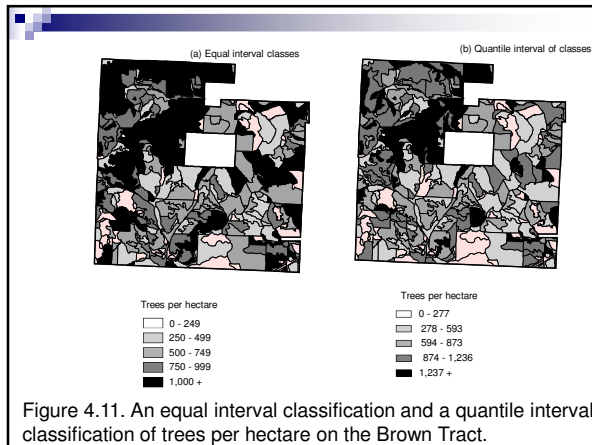 (a) Equal interval classes
(b) Quantile interval of classes
Trees per hectare
0 - 249
250 - 499
500 - 749
750 - 999
1,000 +
Trees per hectare
0 - 277
278 - 593
594 - 873
874 - 1,236
1,237 +
Figure 4.11. An equal interval classification and a quantile interval
classification of trees per hectare on the Brown Tract.